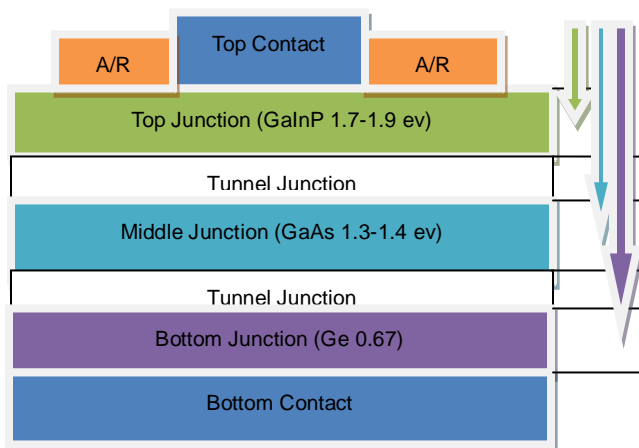 Top Contact
A/R
A/R
Top Junction (GaInP 1.7-1.9 ev)
Tunnel Junction
Middle Junction (GaAs 1.3-1.4 ev)
Tunnel Junction
Bottom Junction (Ge 0.67)
Bottom Contact